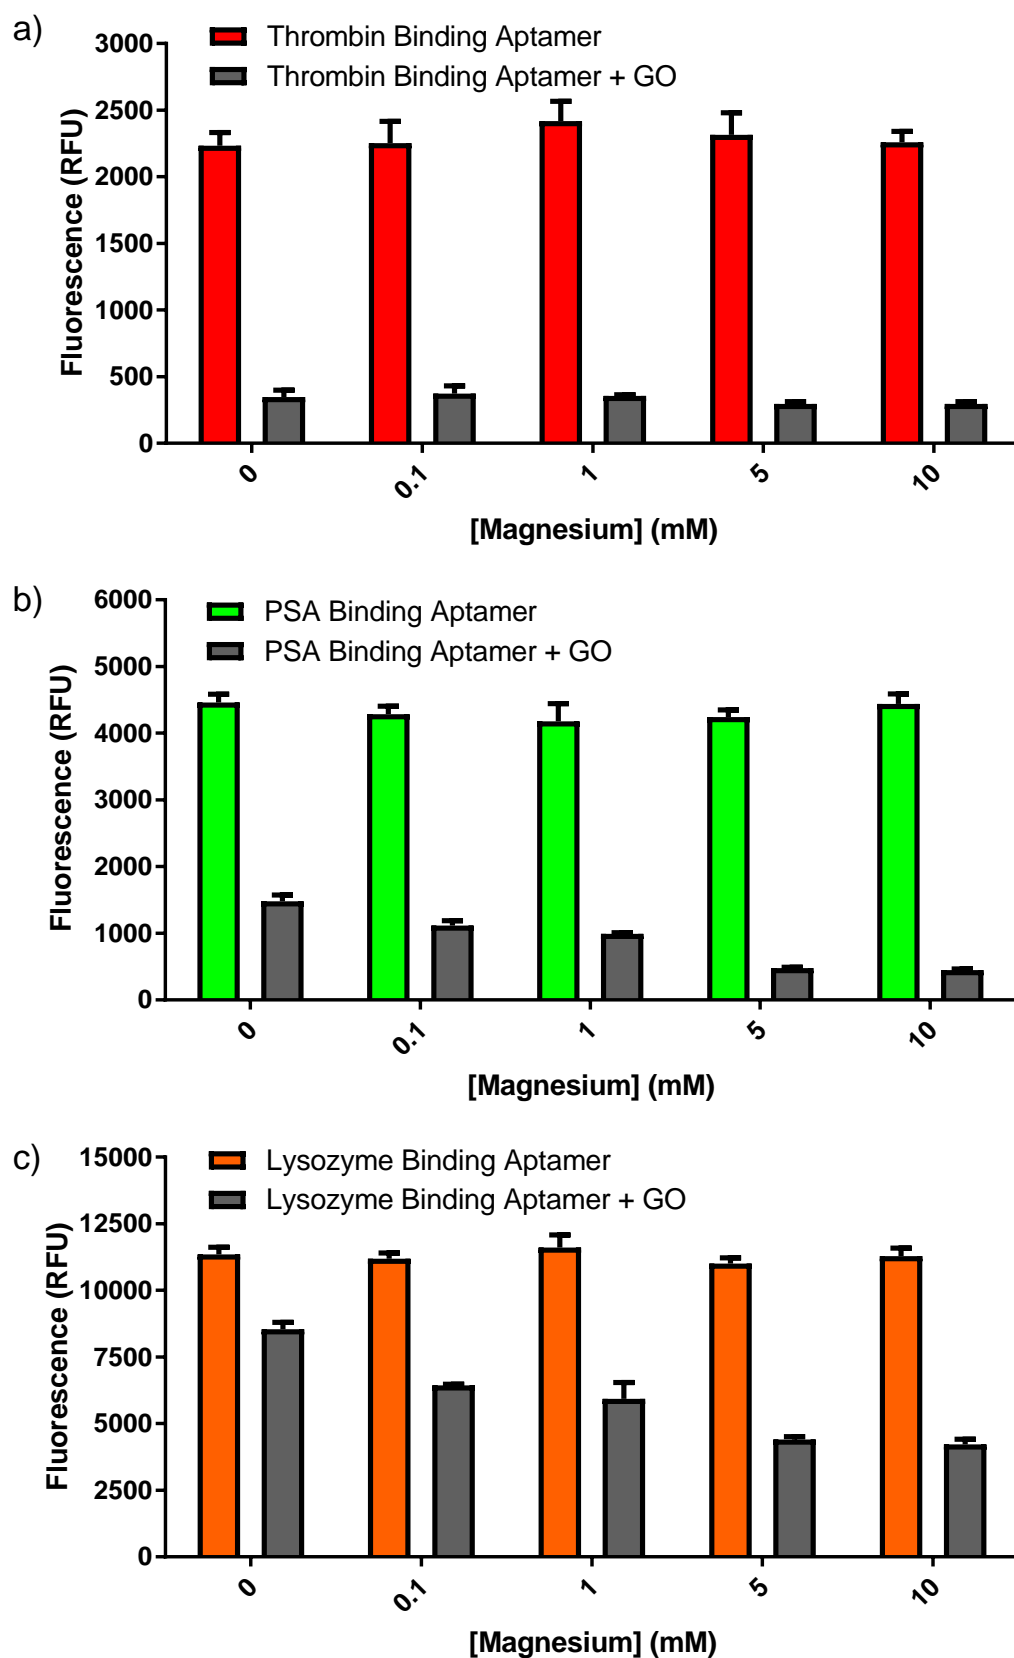 a)
Thrombin Binding Aptamer
Thrombin Binding Aptamer + GO
Fluorescence (RFU)
3000
2500
2000
1500
1000
500
0
0
0.1
1
5
10
[Magnesium] (mM)
b)
PSA Binding Aptamer
PSA Binding Aptamer + GO
Fluorescence (RFU)
6000
5000
4000
3000
2000
1000
0
0
0.1
1
5
10
[Magnesium] (mM)
c)
Lysozyme Binding Aptamer
Lysozyme Binding Aptamer + GO
Fluorescence (RFU)
15000
12500
10000
7500
5000
2500
0
0
0.1
1
5
10
[Magnesium] (mM)